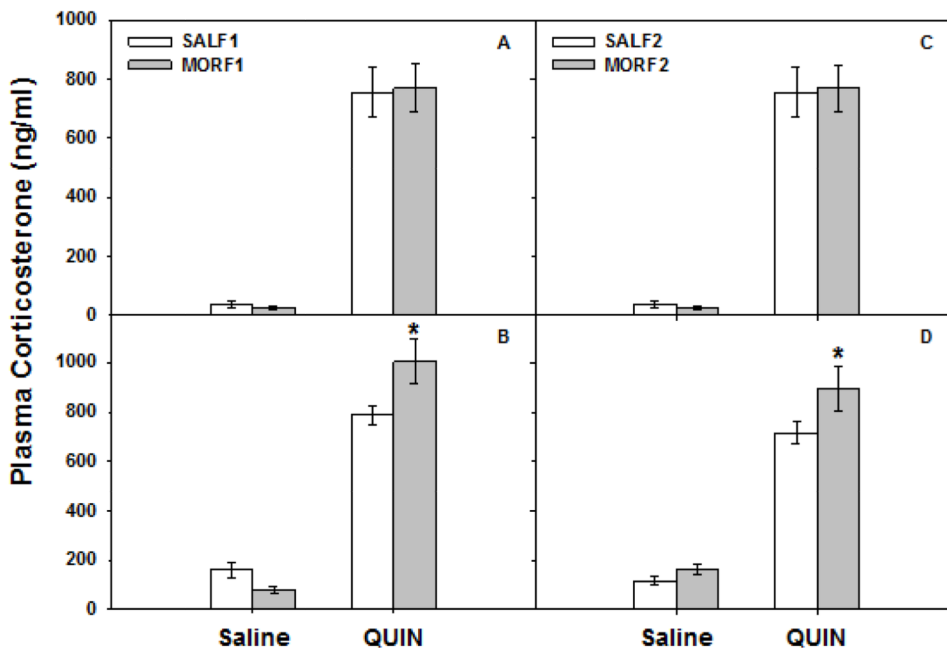 Plasma Corticosterone (ng/ml)
1000
800
600
400
200
0
SALF1
MORF1
A
SALF2
MORF2
C
1000
800
600
400
200
0
B
*
D
*
Saline
QUIN
Saline
QUIN